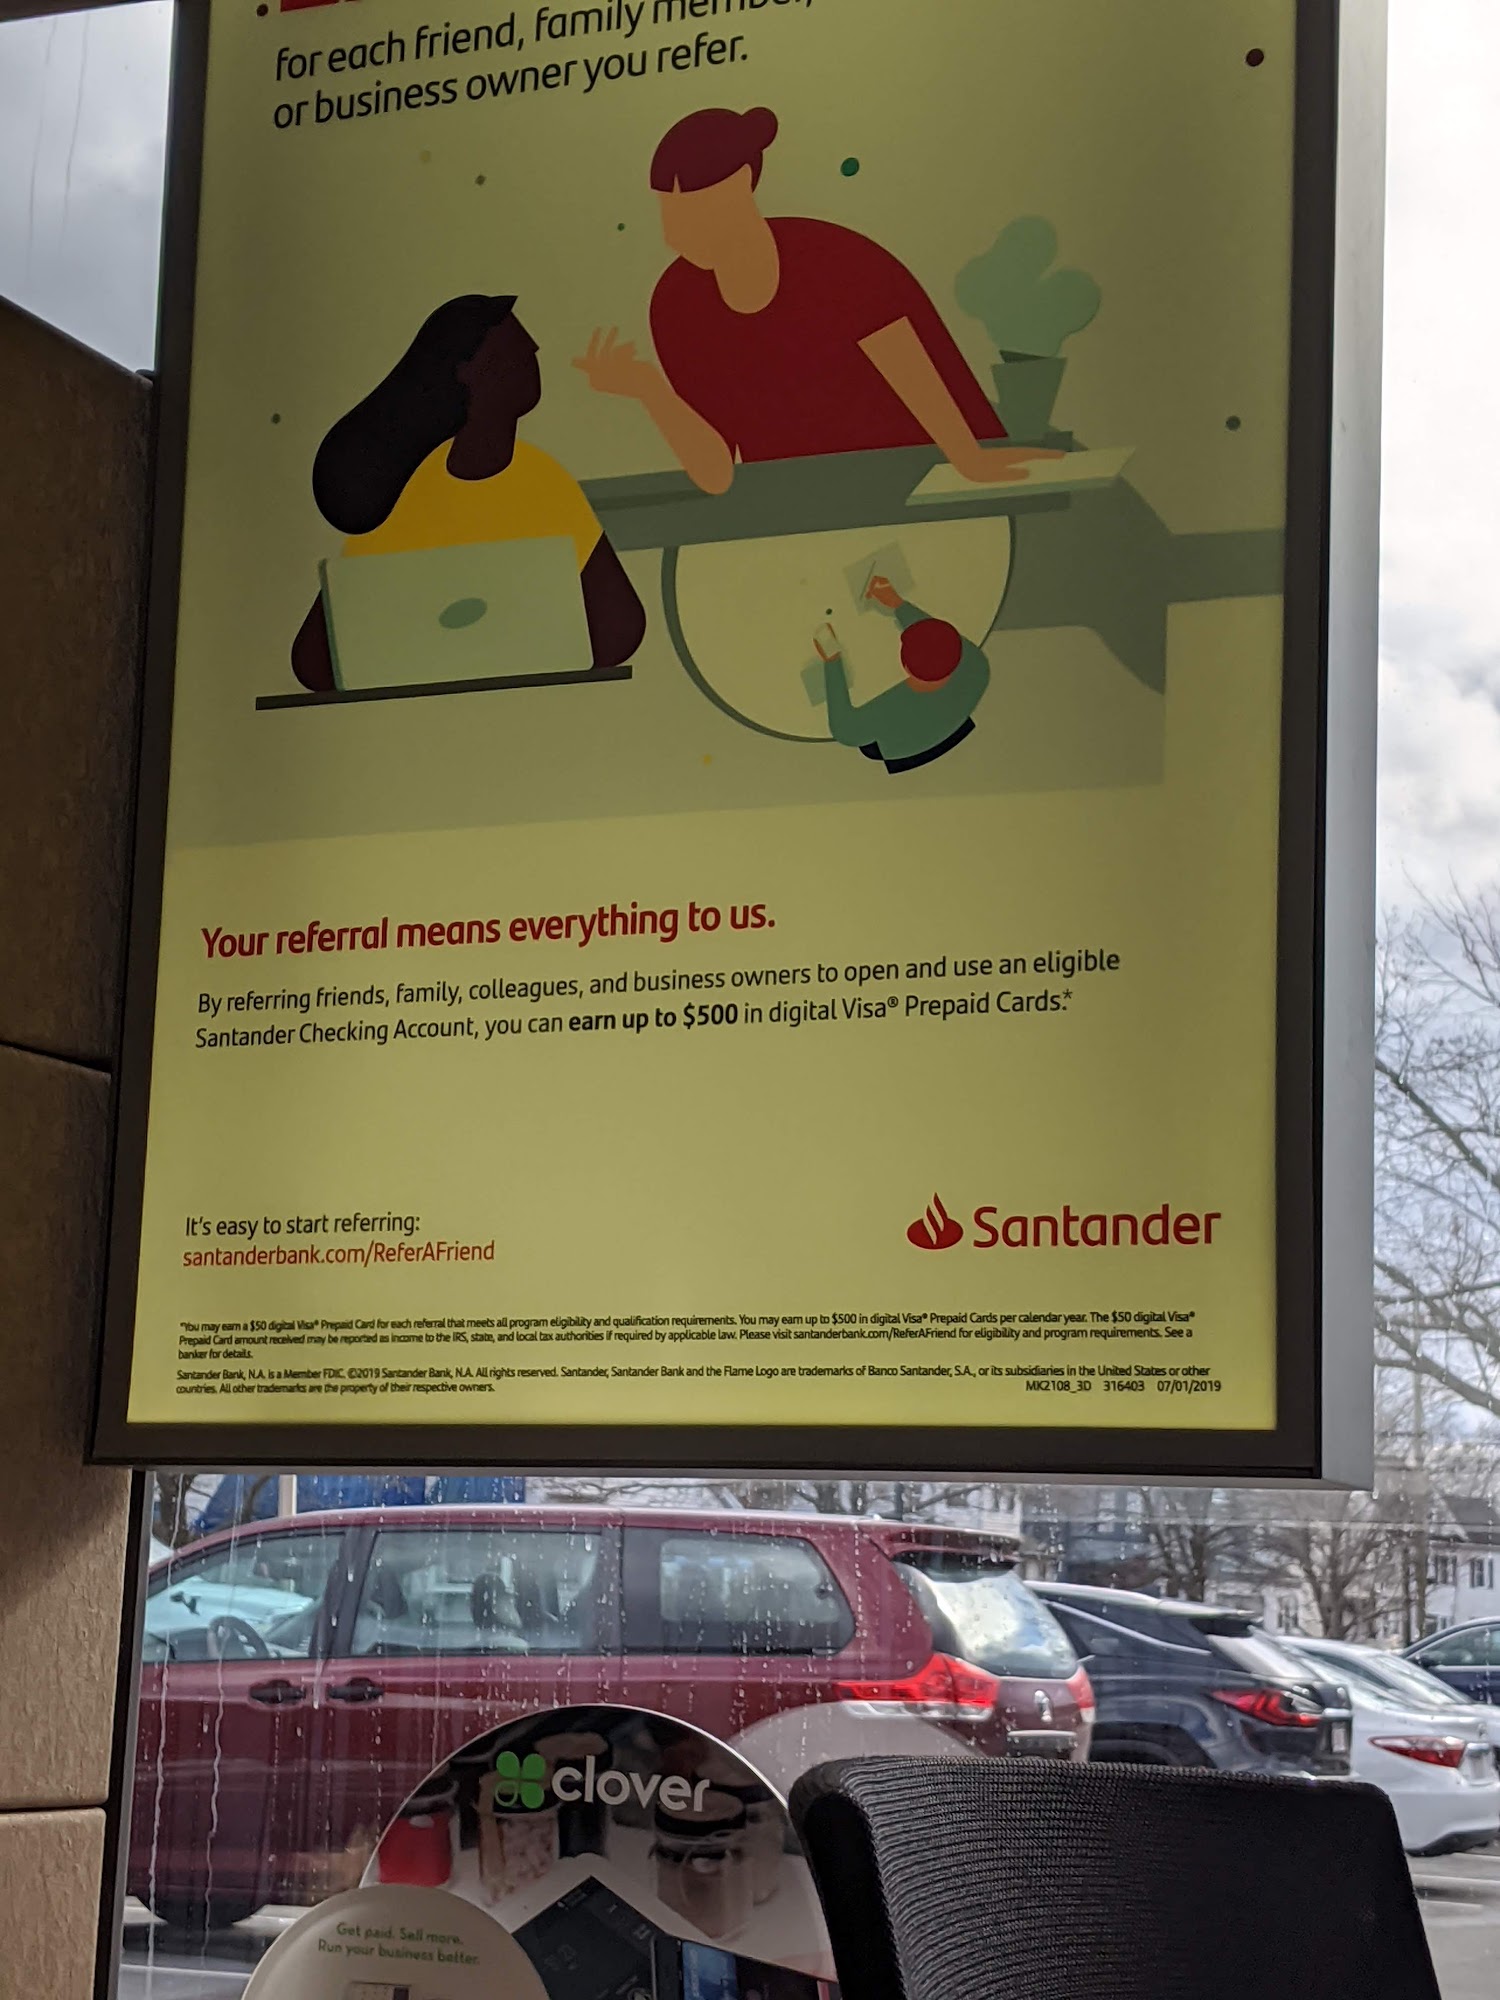 for each friend, family member,
or business owner you refer.
Your referral means everything to us.
By referring friends, family, colleagues, and business owners to open and use an eligible
Santander Checking Account, you can earn up to $500 in digital Visa® Prepaid Cards.*
It's easy to start referring:
santanderbank.com/ReferAFriend
Santander
*You may earn a $50 digital Visa® Prepaid Card for each referral that meets all program eligibility and qualification requirements. You may earn up to $500 in digital Visa® Prepaid Cards per calendar year. The $50 digital Visa®
Prepaid Card amount received may be reported as income to the IRS, state, and local tax authorities if required by applicable law. Please visit santanderbank.com/ReferAFriend for eligibility and program requirements. See a
banker for details.
Santander Bank, N.A. is a Member FDIC. ©2019 Santander Bank, N.A. All rights reserved. Santander, Santander Bank and the Flame Logo are trademarks of Banco Santander, S.A., or its subsidiaries in the United States or other
countries. All other trademarks are the property of their respective owners.
MK2108_3D 316403 07/01/2019
clover
Get paid. Sell more.
Run your business better.